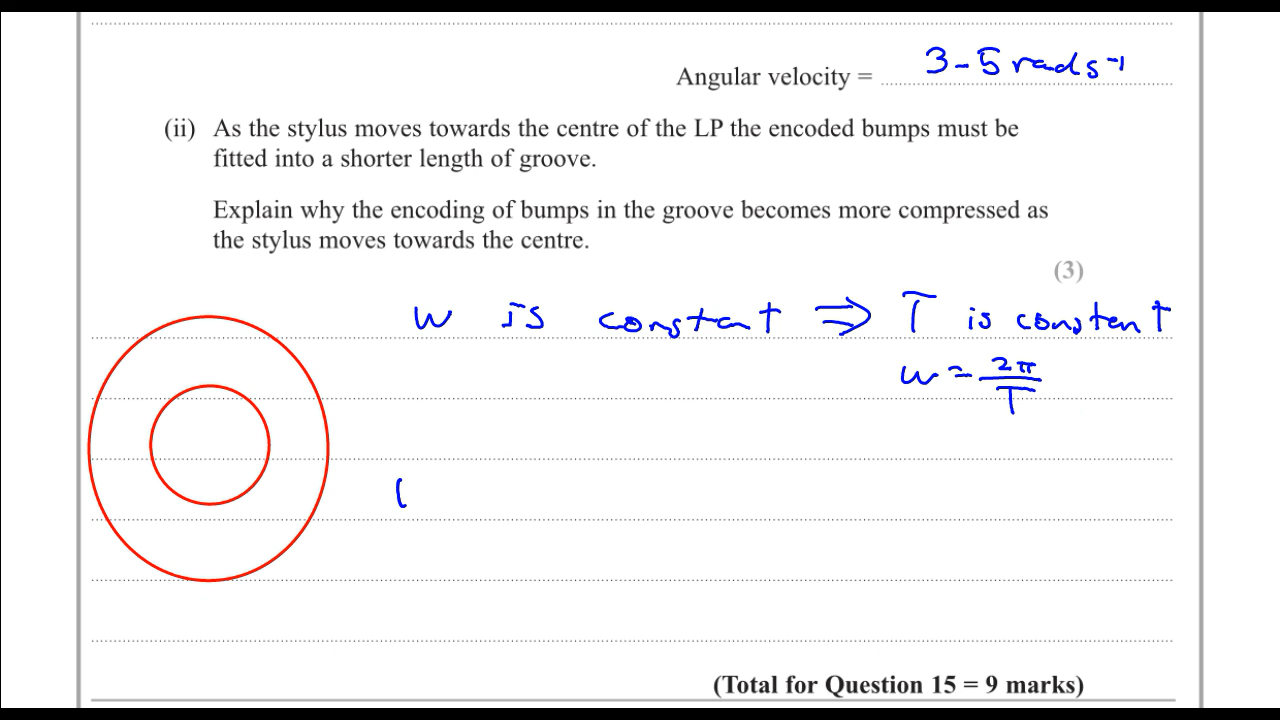 Angular velocity = 3-5 rads⁻¹
(ii) As the stylus moves towards the centre of the LP the encoded bumps must be
fitted into a shorter length of groove.
Explain why the encoding of bumps in the groove becomes more compressed as
the stylus moves towards the centre.
(3)
w is constant ⇒ T is constant
w = 2π/T
(
(Total for Question 15 = 9 marks)